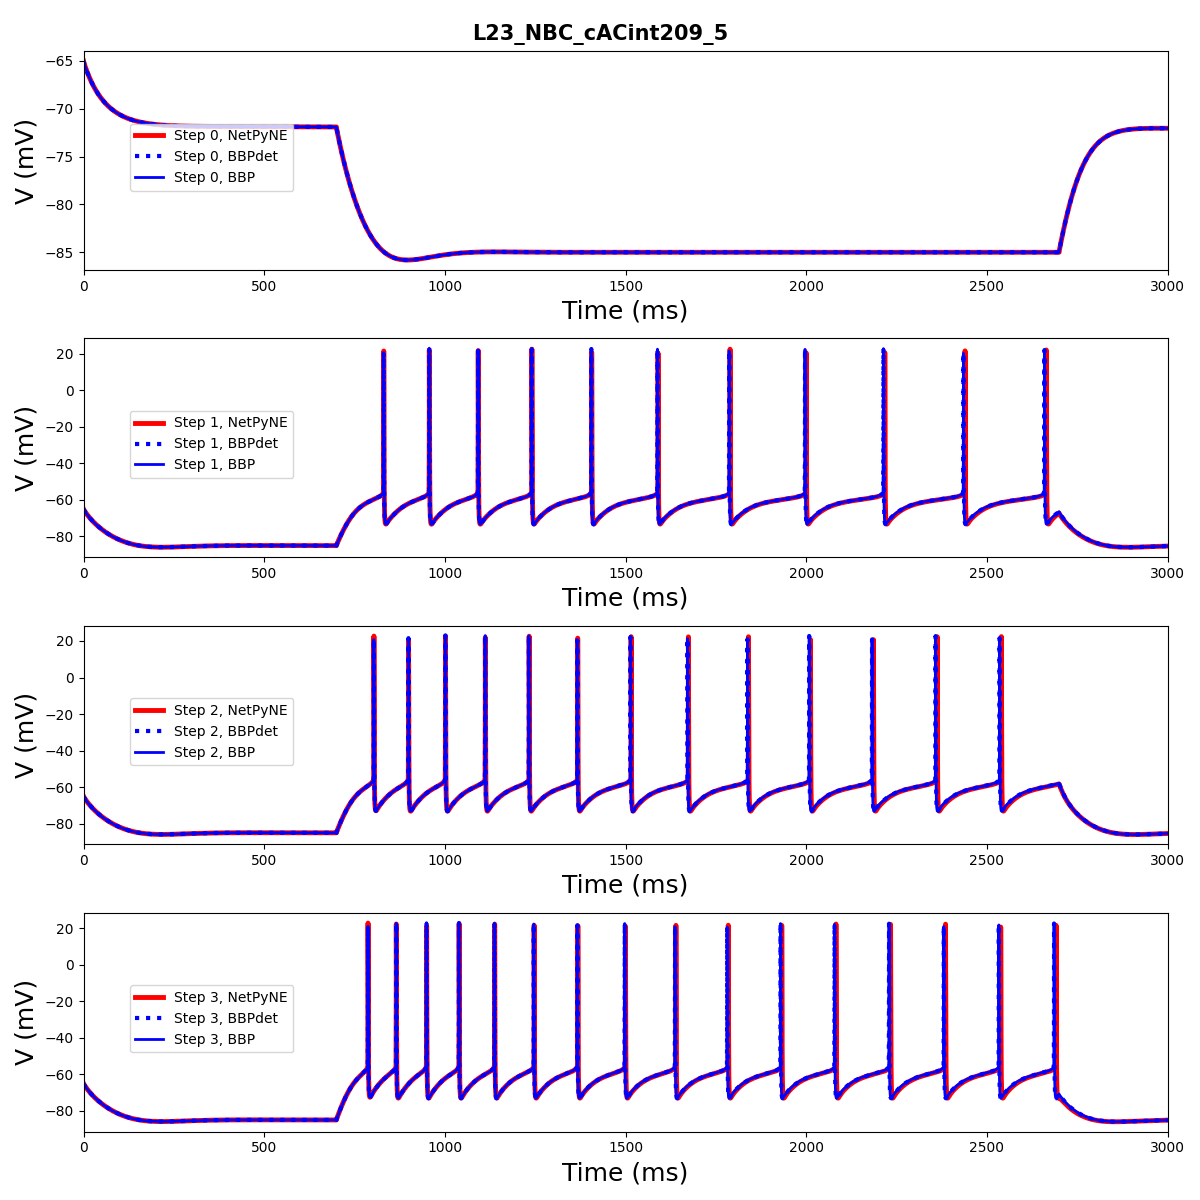 L23_NBC_cACint209_5
−65
−70
−75
−80
−85
V (mV)
Step 0, NetPyNE
Step 0, BBPdet
Step 0, BBP
0 500 1000 1500 2000 2500 3000
Time (ms)
20
0
−20
−40
−60
−80
V (mV)
Step 1, NetPyNE
Step 1, BBPdet
Step 1, BBP
0 500 1000 1500 2000 2500 3000
Time (ms)
20
0
−20
−40
−60
−80
V (mV)
Step 2, NetPyNE
Step 2, BBPdet
Step 2, BBP
0 500 1000 1500 2000 2500 3000
Time (ms)
20
0
−20
−40
−60
−80
V (mV)
Step 3, NetPyNE
Step 3, BBPdet
Step 3, BBP
0 500 1000 1500 2000 2500 3000
Time (ms)